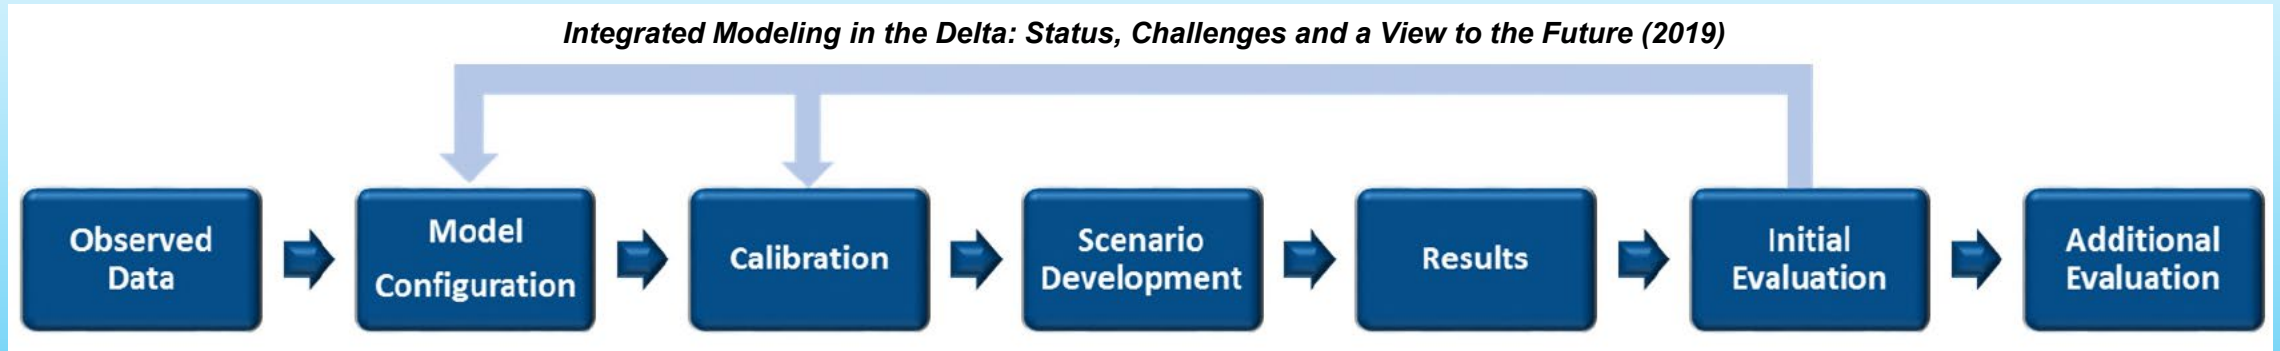 Integrated Modeling in the Delta: Status, Challenges and a View to the Future (2019)
Observed
Data
Model
Configuration
Calibration
Scenario
Development
Results
Initial
Evaluation
Additional
Evaluation